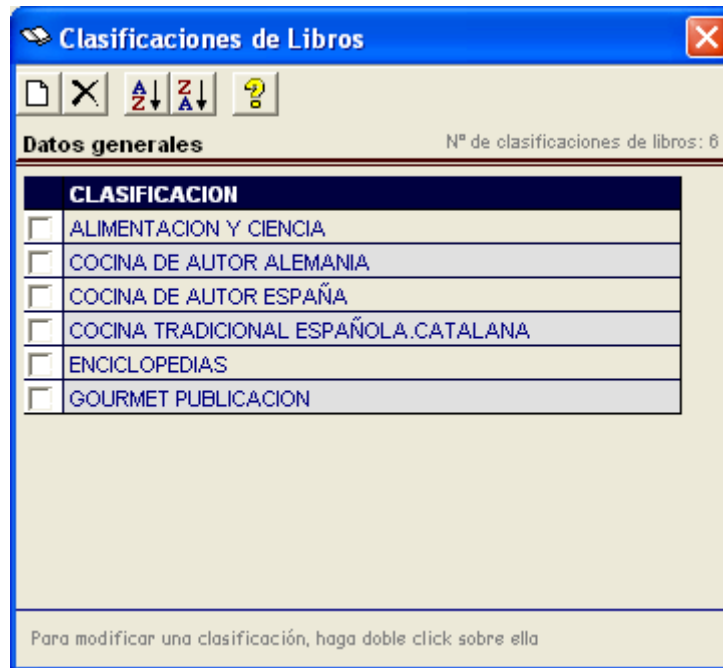 Clasificaciones de Libros
Datos generales
Nº de clasificaciones de libros: 6
CLASIFICACION
ALIMENTACION Y CIENCIA
COCINA DE AUTOR ALEMANIA
COCINA DE AUTOR ESPAÑA
COCINA TRADICIONAL ESPAÑOLA.CATALANA
ENCICLOPEDIAS
GOURMET PUBLICACION
Para modificar una clasificación, haga doble click sobre ella